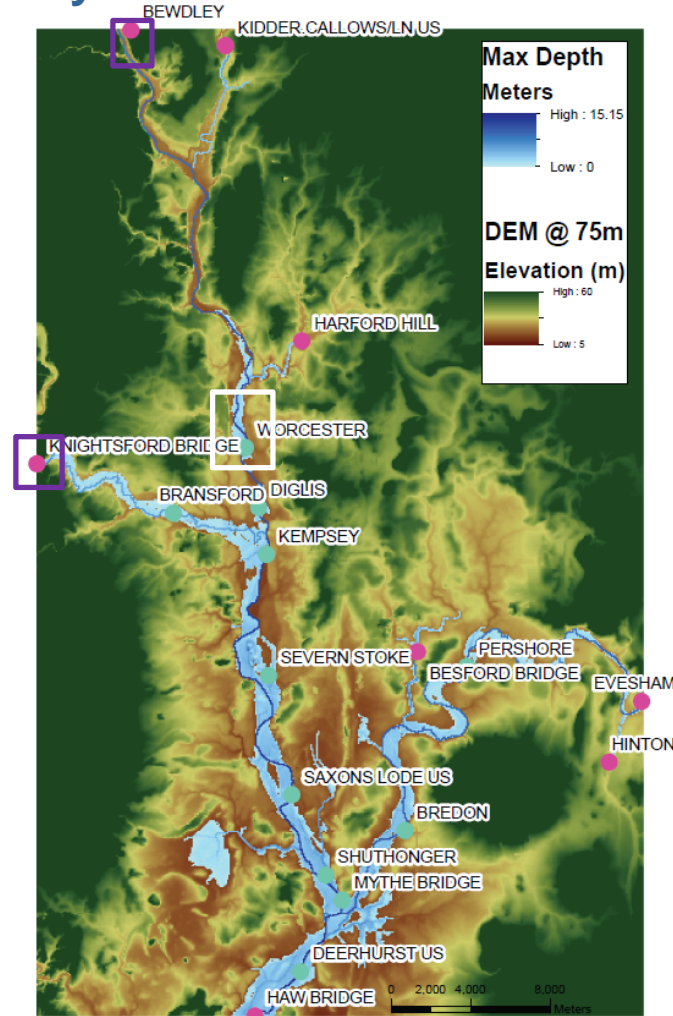 BEWDLEY
KIDDER.CALLOWS/LN US
Max Depth
Meters
High : 15.15
Low : 0
DEM @ 75m
Elevation (m)
High : 60
Low : 5
HARFORD HILL
WORCESTER
KNIGHTSFORD BRIDGE
BRANSFORD
DIGLIS
KEMPSEY
SEVERN STOKE
PERSHORE
BESFORD BRIDGE
EVESHAM
HINTON
SAXONS LODE US
BREDON
SHUTHONGER
MYTHE BRIDGE
DEERHURST US
HAW BRIDGE
0 2,000 4,000 8,000
Meters